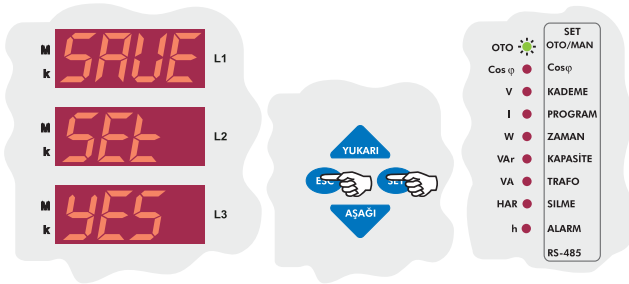 M
k
SAVE
L1
M
k
SEt
L2
M
k
YES
L3
YUKARI
ESC SET
AŞAĞI
SET
OTO OTO/MAN
Cos φ Cosφ
V KADEME
I PROGRAM
W ZAMAN
VAr KAPASİTE
VA TRAFO
HAR SILME
h ALARM
RS-485